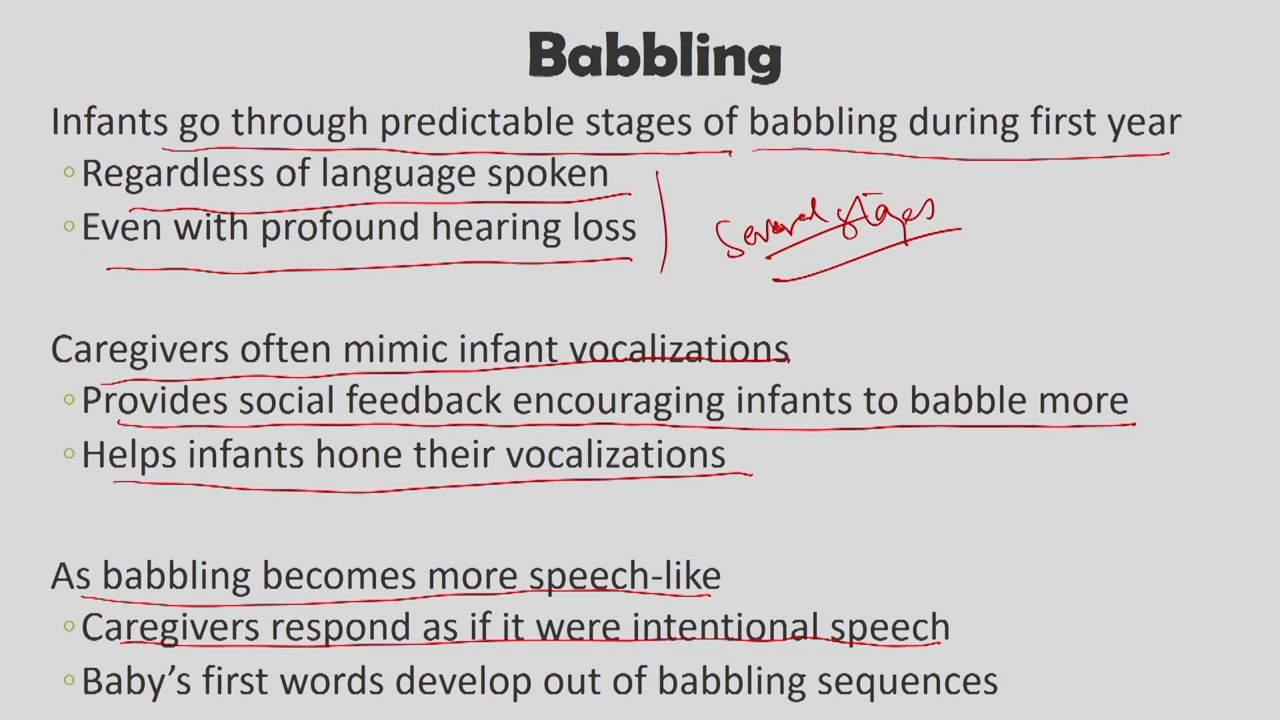 Babbling
Infants go through predictable stages of babbling during first year
Regardless of language spoken
Even with profound hearing loss
Several stages
Caregivers often mimic infant vocalizations
Provides social feedback encouraging infants to babble more
Helps infants hone their vocalizations
As babbling becomes more speech-like
Caregivers respond as if it were intentional speech
Baby's first words develop out of babbling sequences